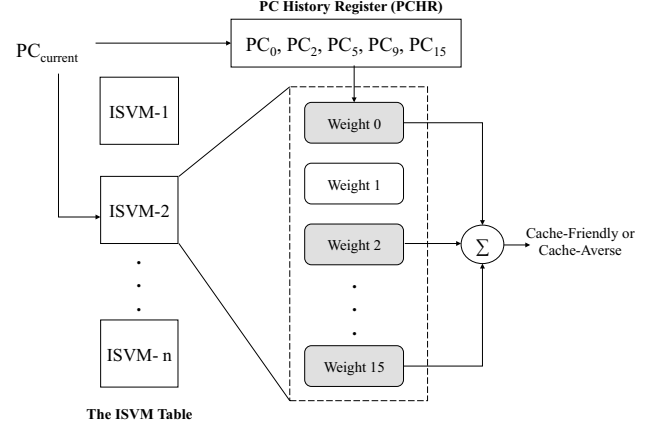 PC History Register (PCHR)
PC₀, PC₂, PC₅, PC₉, PC₁₅
PCcurrent
ISVM-1
ISVM-2
ISVM- n
The ISVM Table
Weight 0
Weight 1
Weight 2
Weight 15
Σ
Cache-Friendly or
Cache-Averse